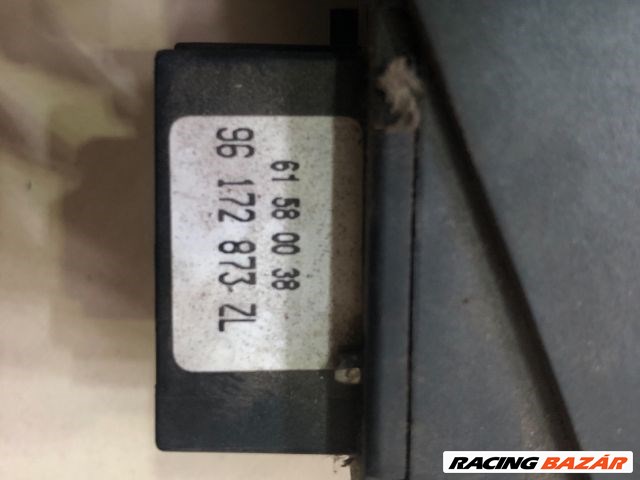 61 58 00 38
96 172 873 ZL
RACING BAZÁR